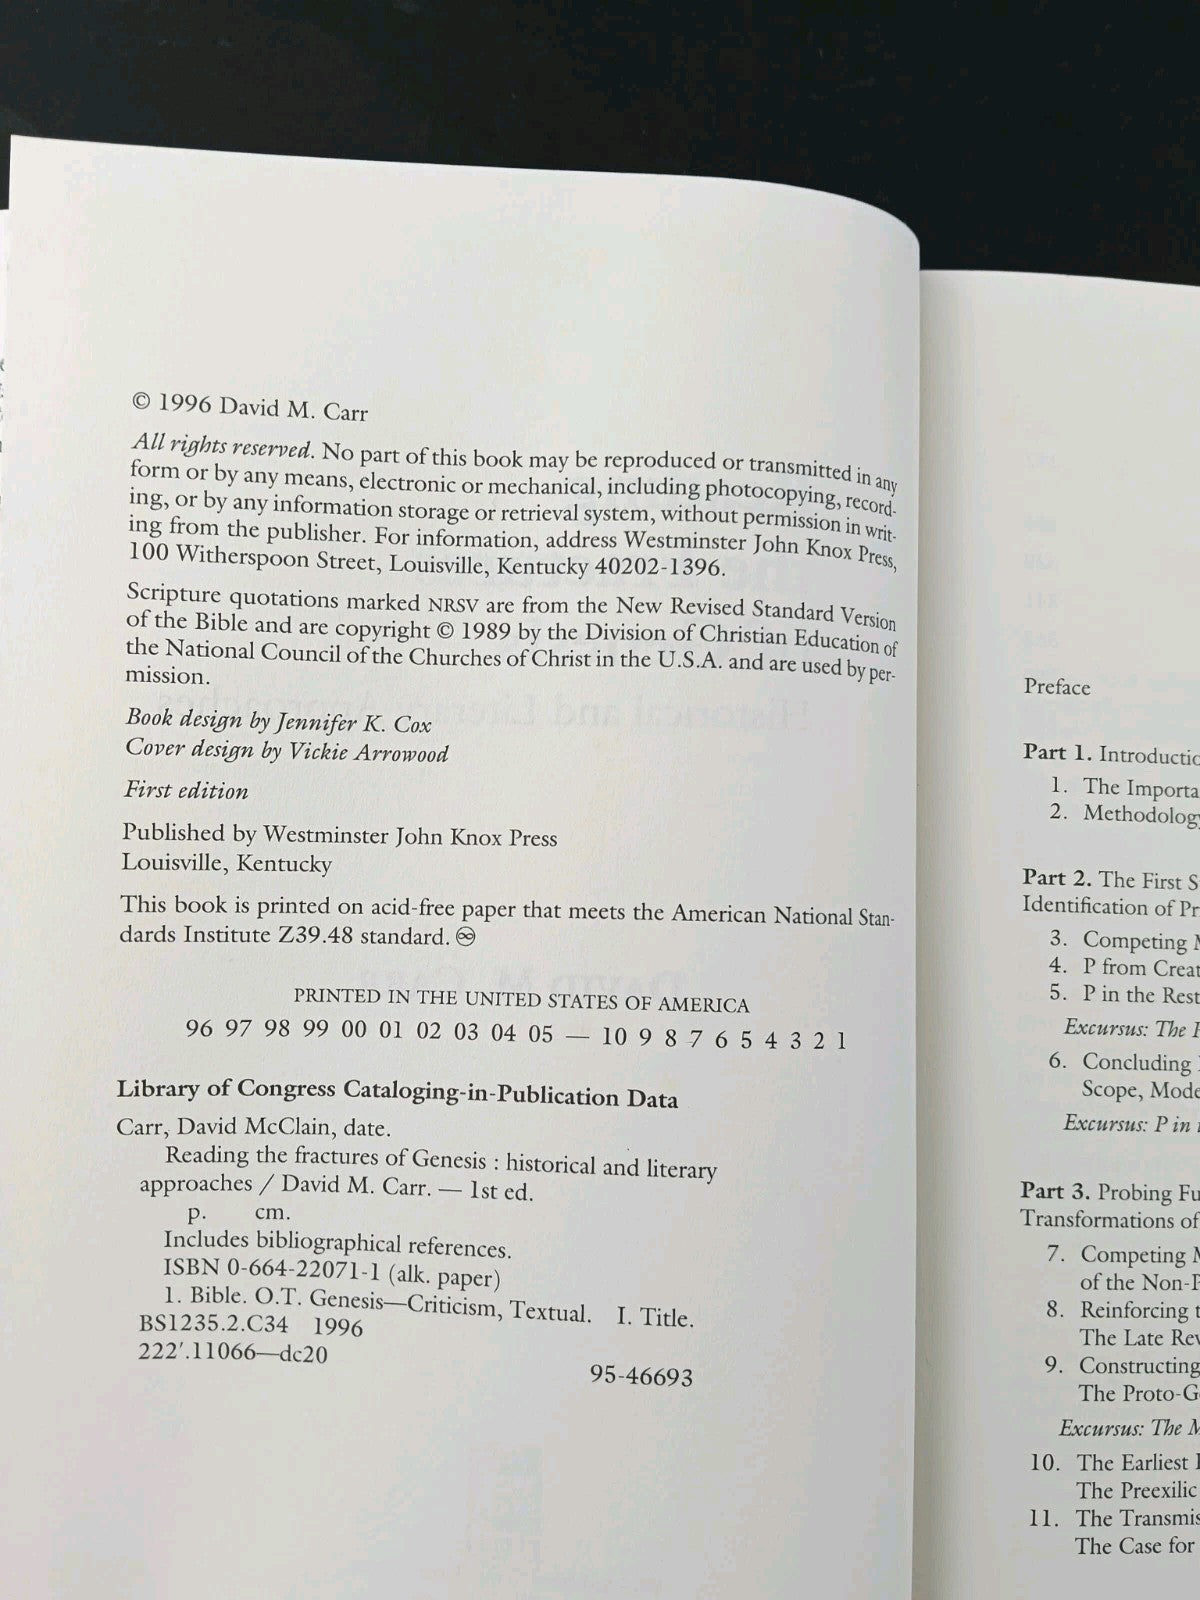 © 1996 David M. Carr
All rights reserved. No part of this book may be reproduced or transmitted in any
form or by any means, electronic or mechanical, including photocopying, record-
ing, or by any information storage or retrieval system, without permission in writ-
ing from the publisher. For information, address Westminster John Knox Press,
100 Witherspoon Street, Louisville, Kentucky 40202-1396.
Scripture quotations marked NRSV are from the New Revised Standard Version
of the Bible and are copyright © 1989 by the Division of Christian Education of
the National Council of the Churches of Christ in the U.S.A. and are used by per-
mission.
Book design by Jennifer K. Cox
Cover design by Vickie Arrowood
First edition
Published by Westminster John Knox Press
Louisville, Kentucky
This book is printed on acid-free paper that meets the American National Stan-
dards Institute Z39.48 standard. ♾
PRINTED IN THE UNITED STATES OF AMERICA
96 97 98 99 00 01 02 03 04 05 — 10 9 8 7 6 5 4 3 2 1
Library of Congress Cataloging-in-Publication Data
Carr, David McClain, date.
Reading the fractures of Genesis : historical and literary
approaches / David M. Carr. — 1st ed.
p. cm.
Includes bibliographical references.
ISBN 0-664-22071-1 (alk. paper)
1. Bible. O.T. Genesis—Criticism, Textual. I. Title.
BS1235.2.C34 1996
222′.11066—dc20
95-46693
Preface
Part 1. Introductio
1. The Importa
2. Methodology
Part 2. The First S
Identification of Pr
3. Competing M
4. P from Creat
5. P in the Rest
Excursus: The P
6. Concluding
Scope, Mode
Excursus: P in
Part 3. Probing Fu
Transformations of
7. Competing M
of the Non-P
8. Reinforcing t
The Late Rev
9. Constructing
The Proto-G
Excursus: The M
10. The Earliest
The Preexilic
11. The Transmis
The Case for